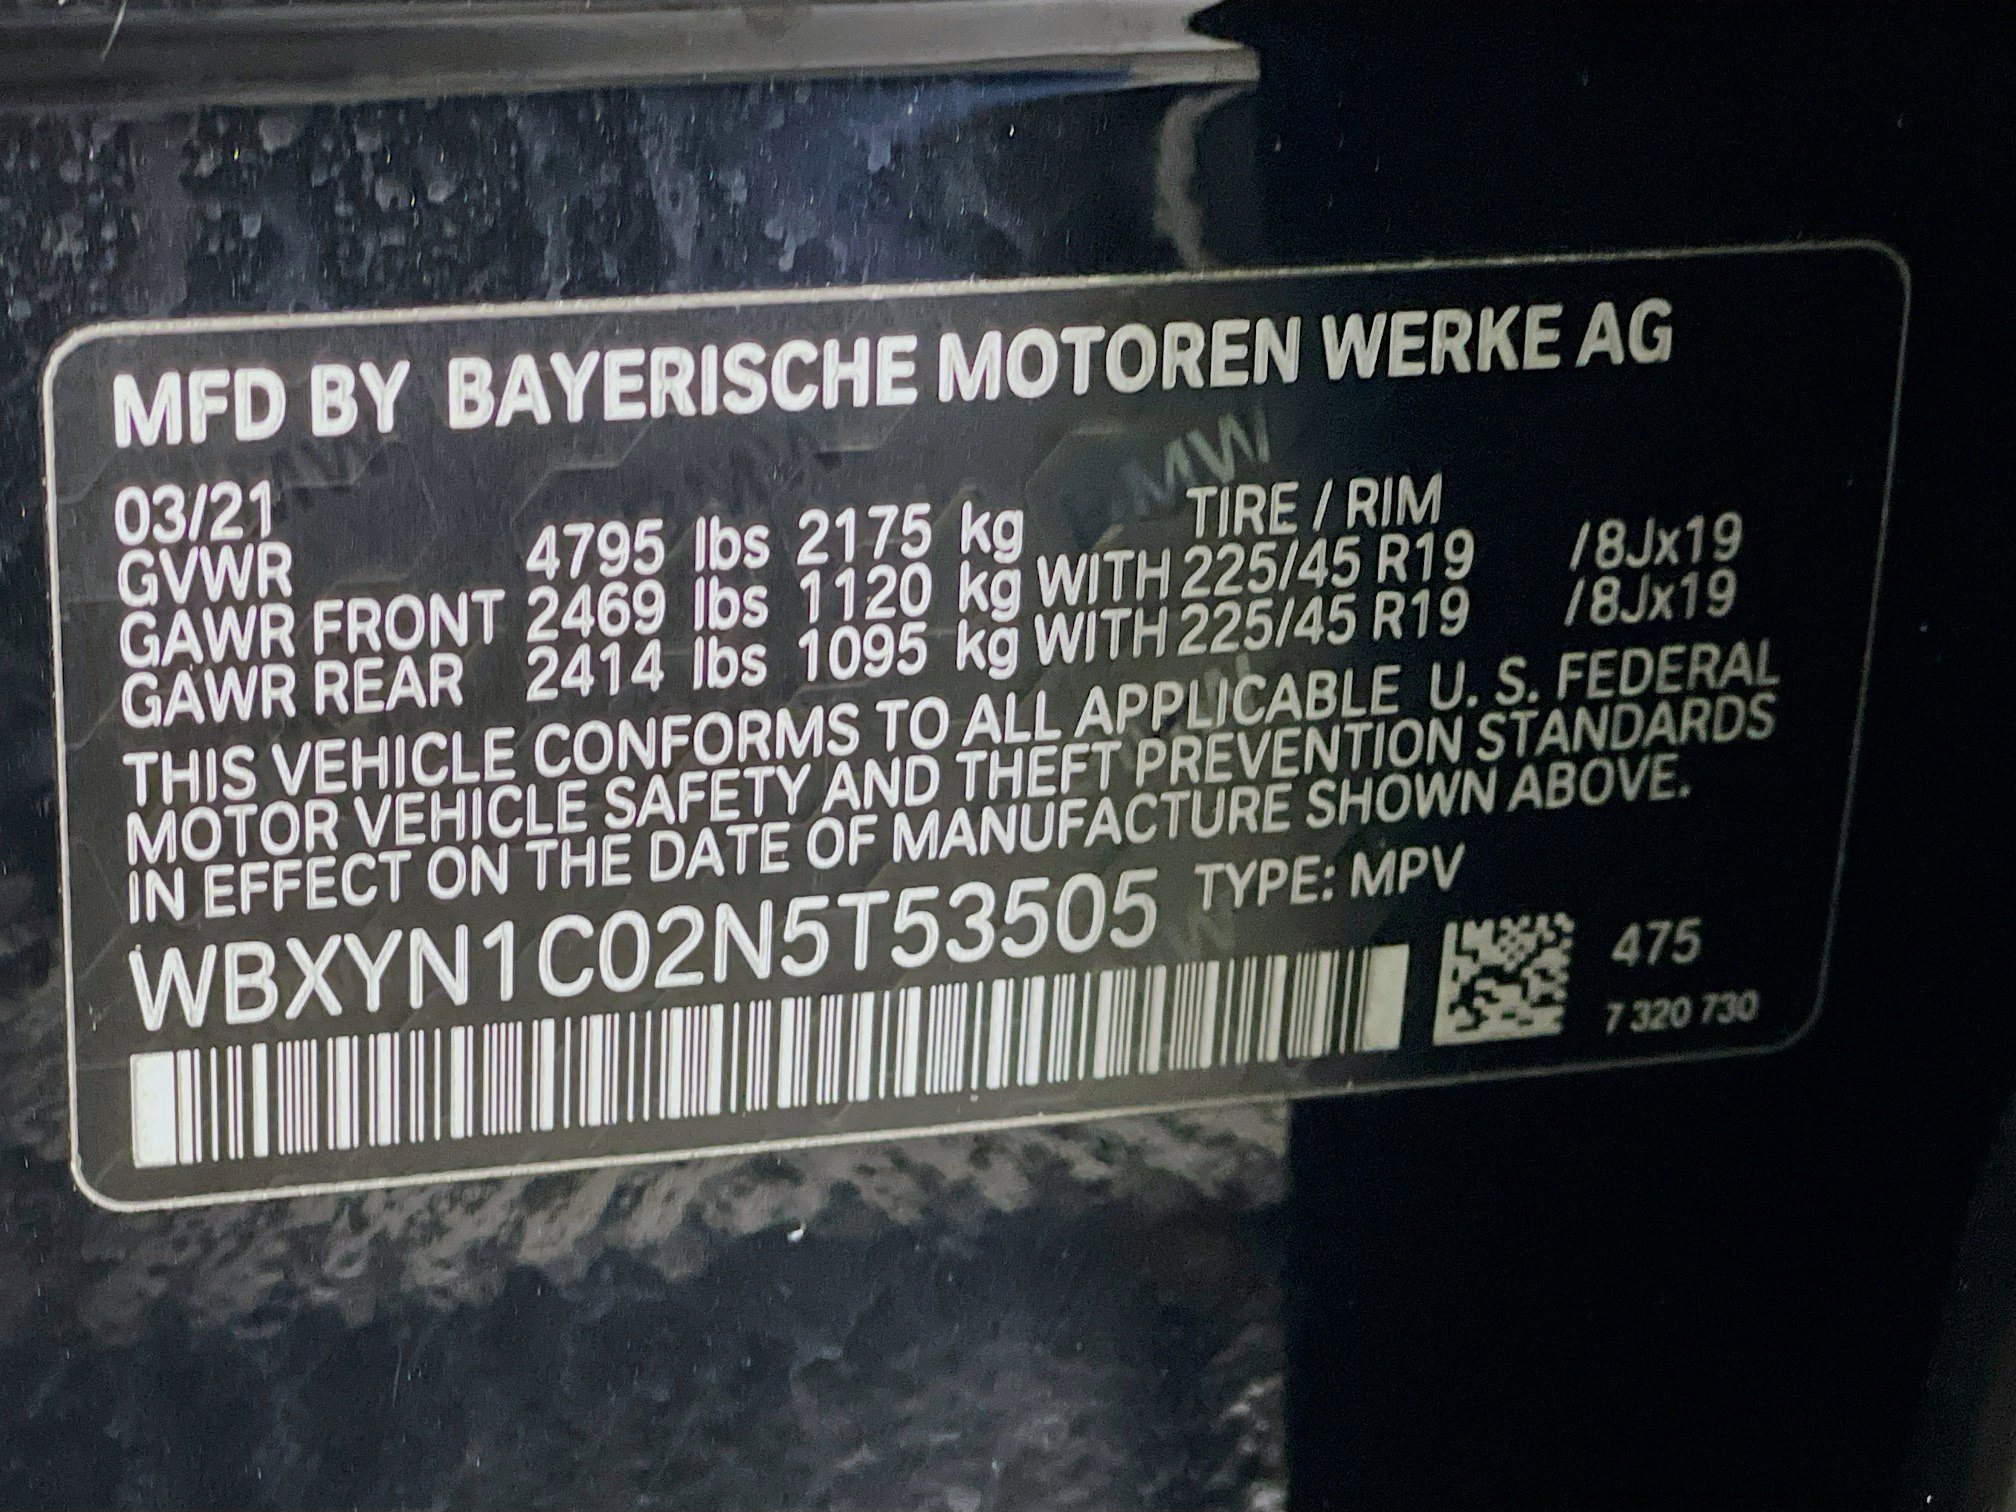 MFD BY BAYERISCHE MOTOREN WERKE AG
03/21 TIRE / RIM
GVWR 4795 lbs 2175 kg
GAWR FRONT 2469 lbs 1120 kg WITH 225/45 R19 /8Jx19
GAWR REAR 2414 lbs 1095 kg WITH 225/45 R19 /8Jx19
THIS VEHICLE CONFORMS TO ALL APPLICABLE U. S. FEDERAL
MOTOR VEHICLE SAFETY AND THEFT PREVENTION STANDARDS
IN EFFECT ON THE DATE OF MANUFACTURE SHOWN ABOVE.
WBXYN1C02N5T53505 TYPE: MPV
475
7 320 730